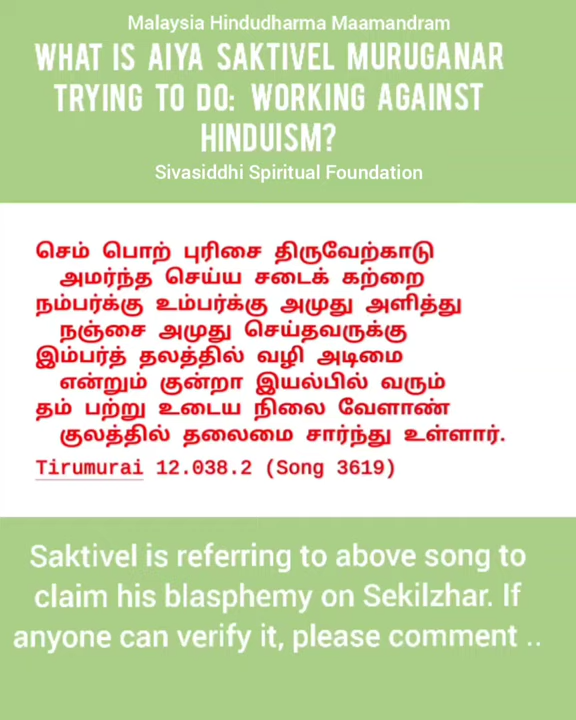 Malaysia Hindudharma Maamandram
WHAT IS AIYA SAKTIVEL MURUGANAR
TRYING TO DO: WORKING AGAINST
HINDUISM?
Sivasiddhi Spiritual Foundation
செம் பொற் புரிசை திருவேற்காடு
அமர்ந்த செய்ய சடைக் கற்றை
நம்பர்க்கு உம்பர்க்கு அமுது அளித்து
நஞ்சை அமுது செய்தவருக்கு
இம்பர்த் தலத்தில் வழி அடிமை
என்றும் குன்றா இயல்பில் வரும்
தம் பற்று உடைய நிலை வேளாண்
குலத்தில் தலைமை சார்ந்து உள்ளார்.
Tirumurai 12.038.2 (Song 3619)
Saktivel is referring to above song to
claim his blasphemy on Sekilzhar. If
anyone can verify it, please comment ..